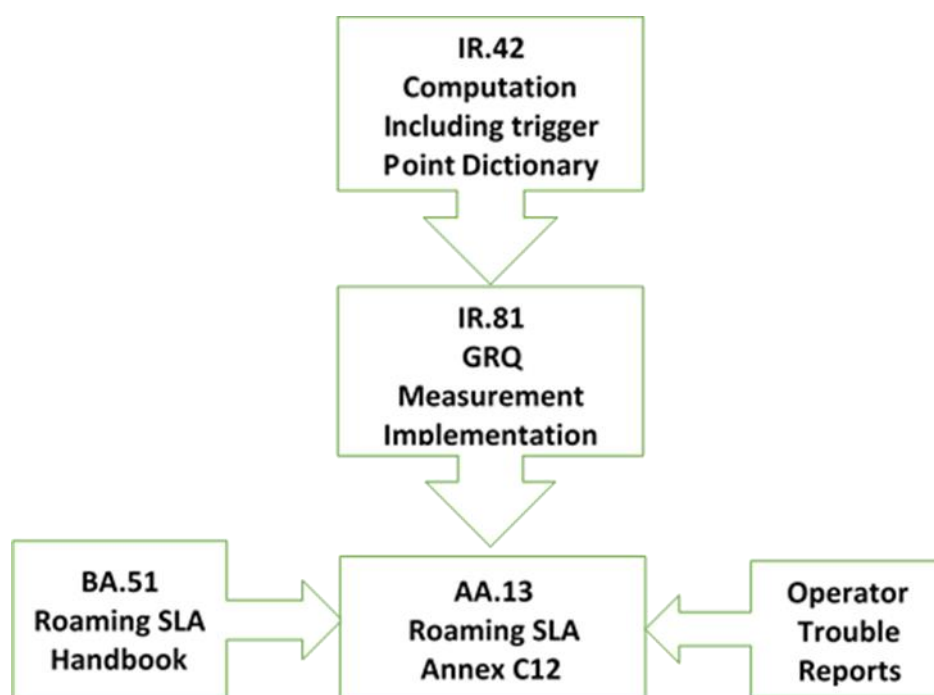 IR.42
Computation
Including trigger
Point Dictionary
IR.81
GRQ
Measurement
Implementation
BA.51
Roaming SLA
Handbook
AA.13
Roaming SLA
Annex C12
Operator
Trouble
Reports